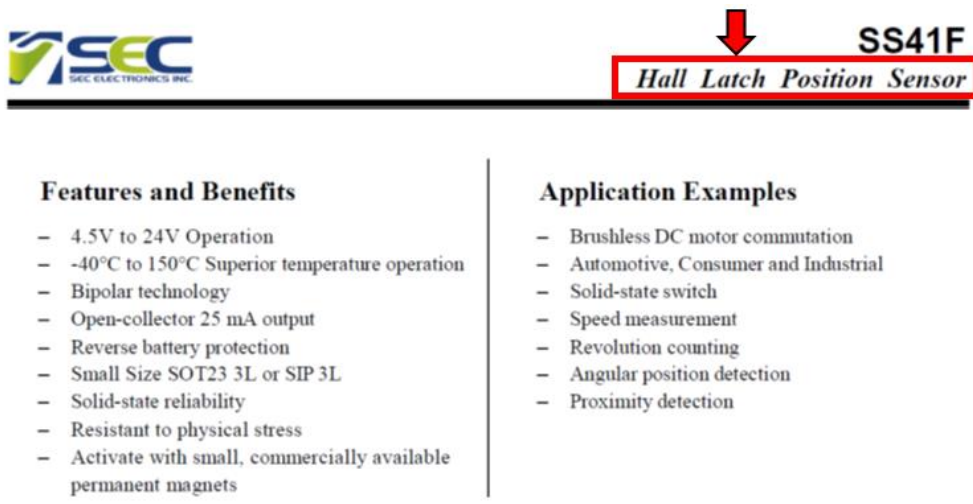 SEC
SEC ELECTRONICS INC.
SS41F
Hall Latch Position Sensor
Features and Benefits
– 4.5V to 24V Operation
– -40°C to 150°C Superior temperature operation
– Bipolar technology
– Open-collector 25 mA output
– Reverse battery protection
– Small Size SOT23 3L or SIP 3L
– Solid-state reliability
– Resistant to physical stress
– Activate with small, commercially available
permanent magnets
Application Examples
– Brushless DC motor commutation
– Automotive, Consumer and Industrial
– Solid-state switch
– Speed measurement
– Revolution counting
– Angular position detection
– Proximity detection